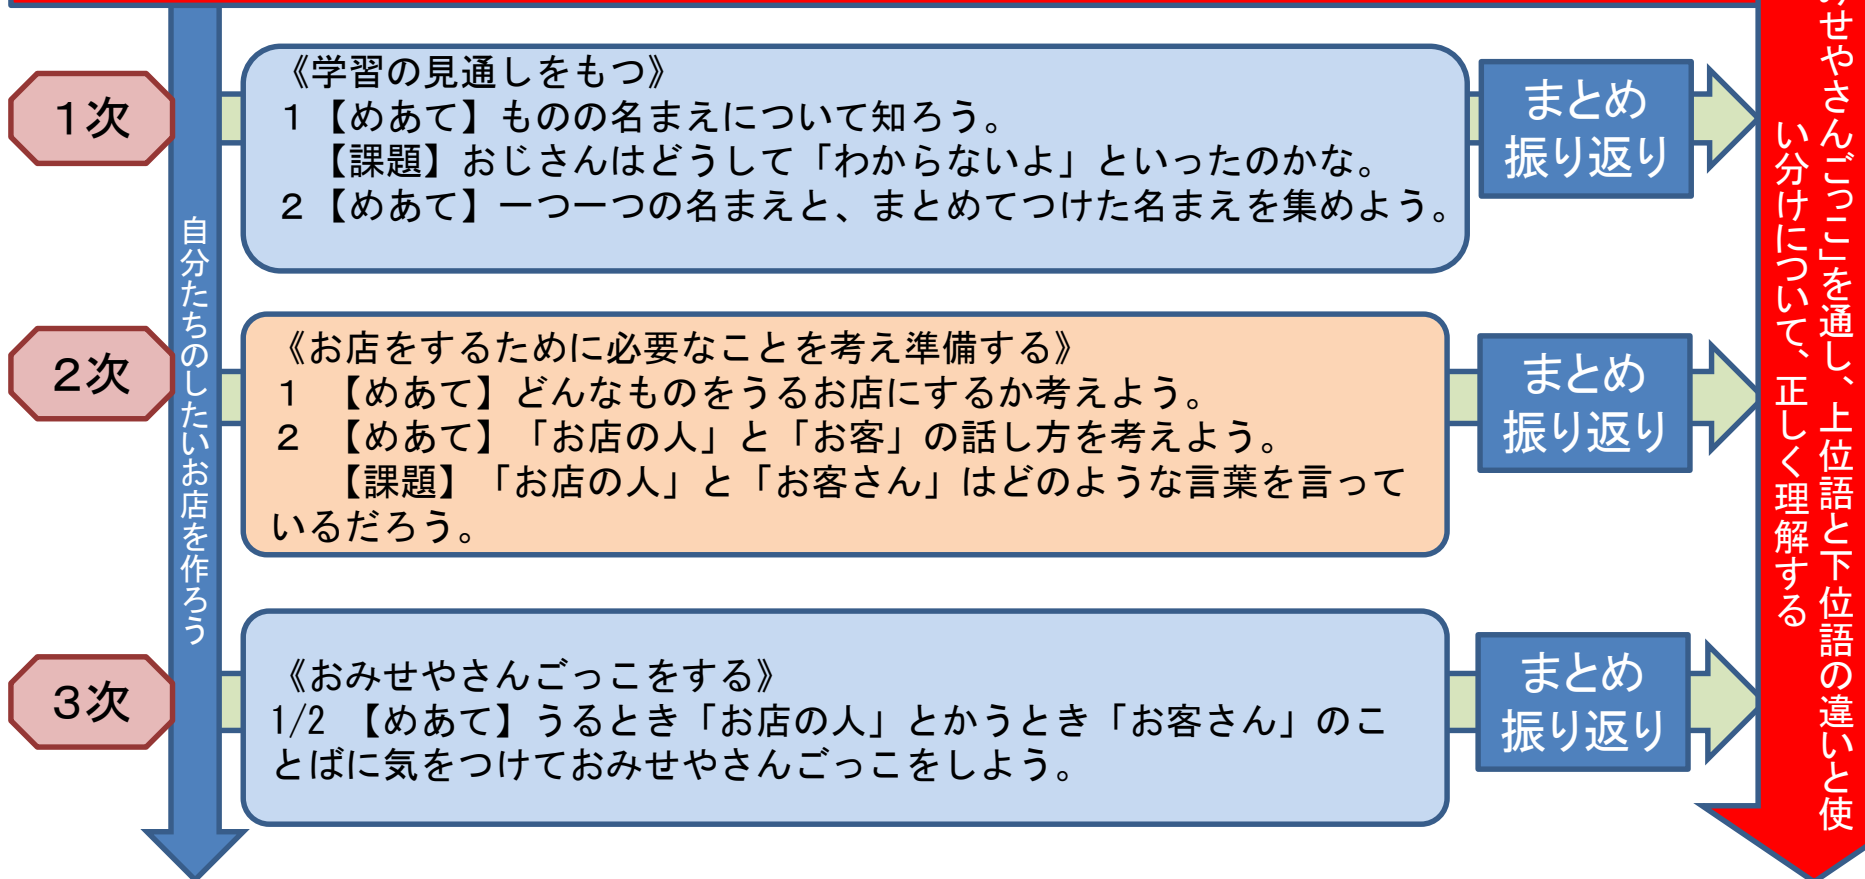 1次
《学習の見通しをもつ》
1【めあて】ものの名まえについて知ろう。
【課題】おじさんはどうして「わからないよ」といったのかな。
2【めあて】一つ一つの名まえと、まとめてつけた名まえを集めよう。
まとめ
振り返り
2次
《お店をするために必要なことを考え準備する》
1 【めあて】どんなものをうるお店にするか考えよう。
2 【めあて】「お店の人」と「お客」の話し方を考えよう。
【課題】「お店の人」と「お客さん」はどのような言葉を言って
いるだろう。
まとめ
振り返り
3次
《おみせやさんごっこをする》
1/2 【めあて】うるとき「お店の人」とかうとき「お客さん」のこ
とばに気をつけておみせやさんごっこをしよう。
まとめ
振り返り
自分たちのしたいお店を作ろう
みせやさんごっこ」を通し、上位語と下位語の違いと使
い分けについて、正しく理解する